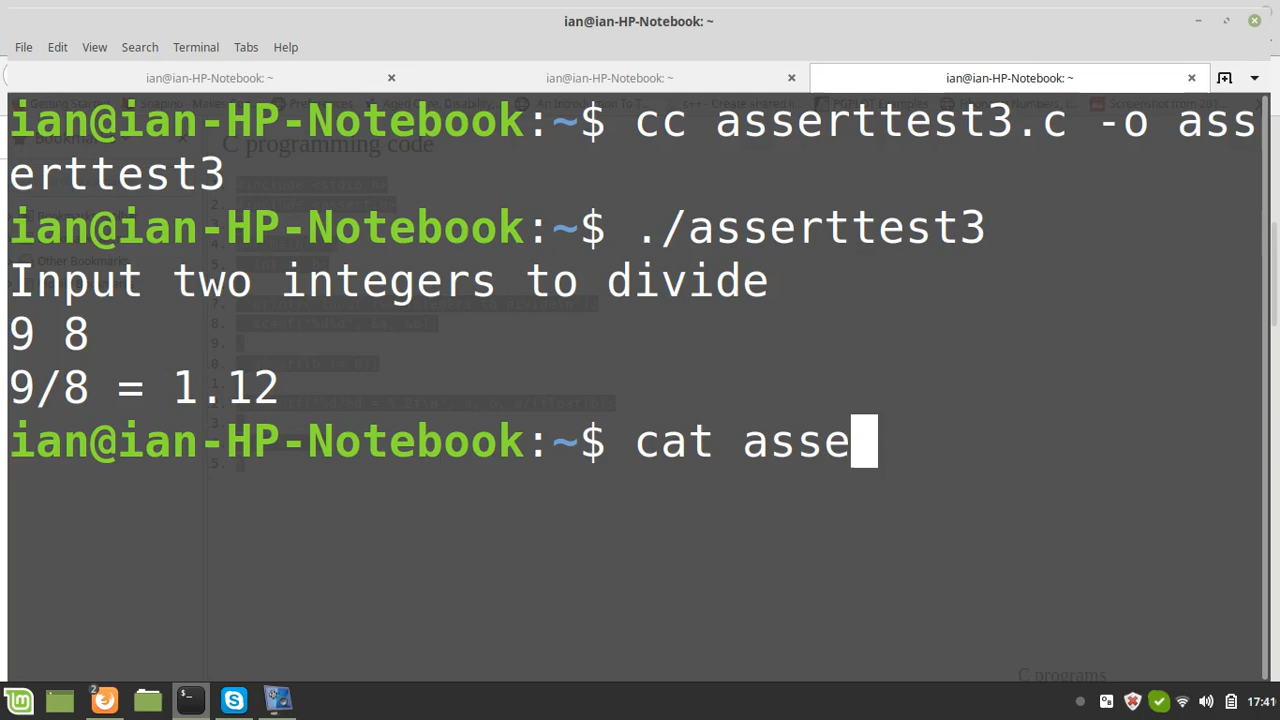 ian@ian-HP-Notebook: ~
File Edit View Search Terminal Tabs Help
ian@ian-HP-Notebook: ~ ian@ian-HP-Notebook: ~ ian@ian-HP-Notebook: ~
ian@ian-HP-Notebook:~$ cc asserttest3.c -o ass
erttest3
C programming code
ian@ian-HP-Notebook:~$ ./asserttest3
Input two integers to divide
9 8
9/8 = 1.12
ian@ian-HP-Notebook:~$ cat asse
C programs
2
17:41